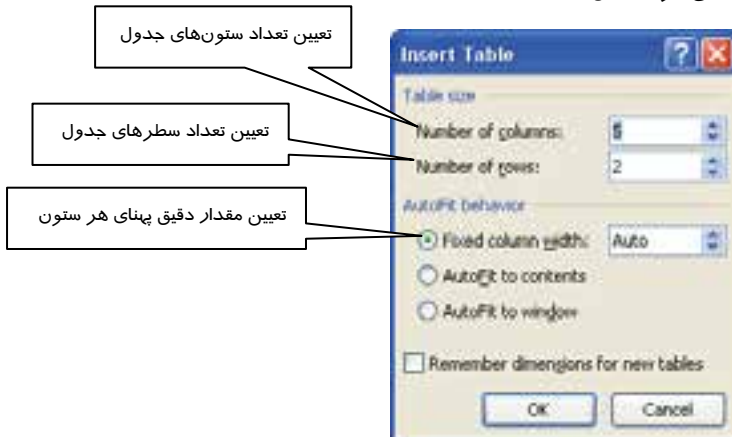 تعیین تعداد ستون‌های جدول
Insert Table
Table size
Number of columns: 5
تعیین تعداد سطرهای جدول
Number of rows: 2
AutoFit behavior
تعیین مقدار دقیق پهنای هر ستون
Fixed column width: Auto
AutoFit to contents
AutoFit to window
Remember dimensions for new tables
OK Cancel